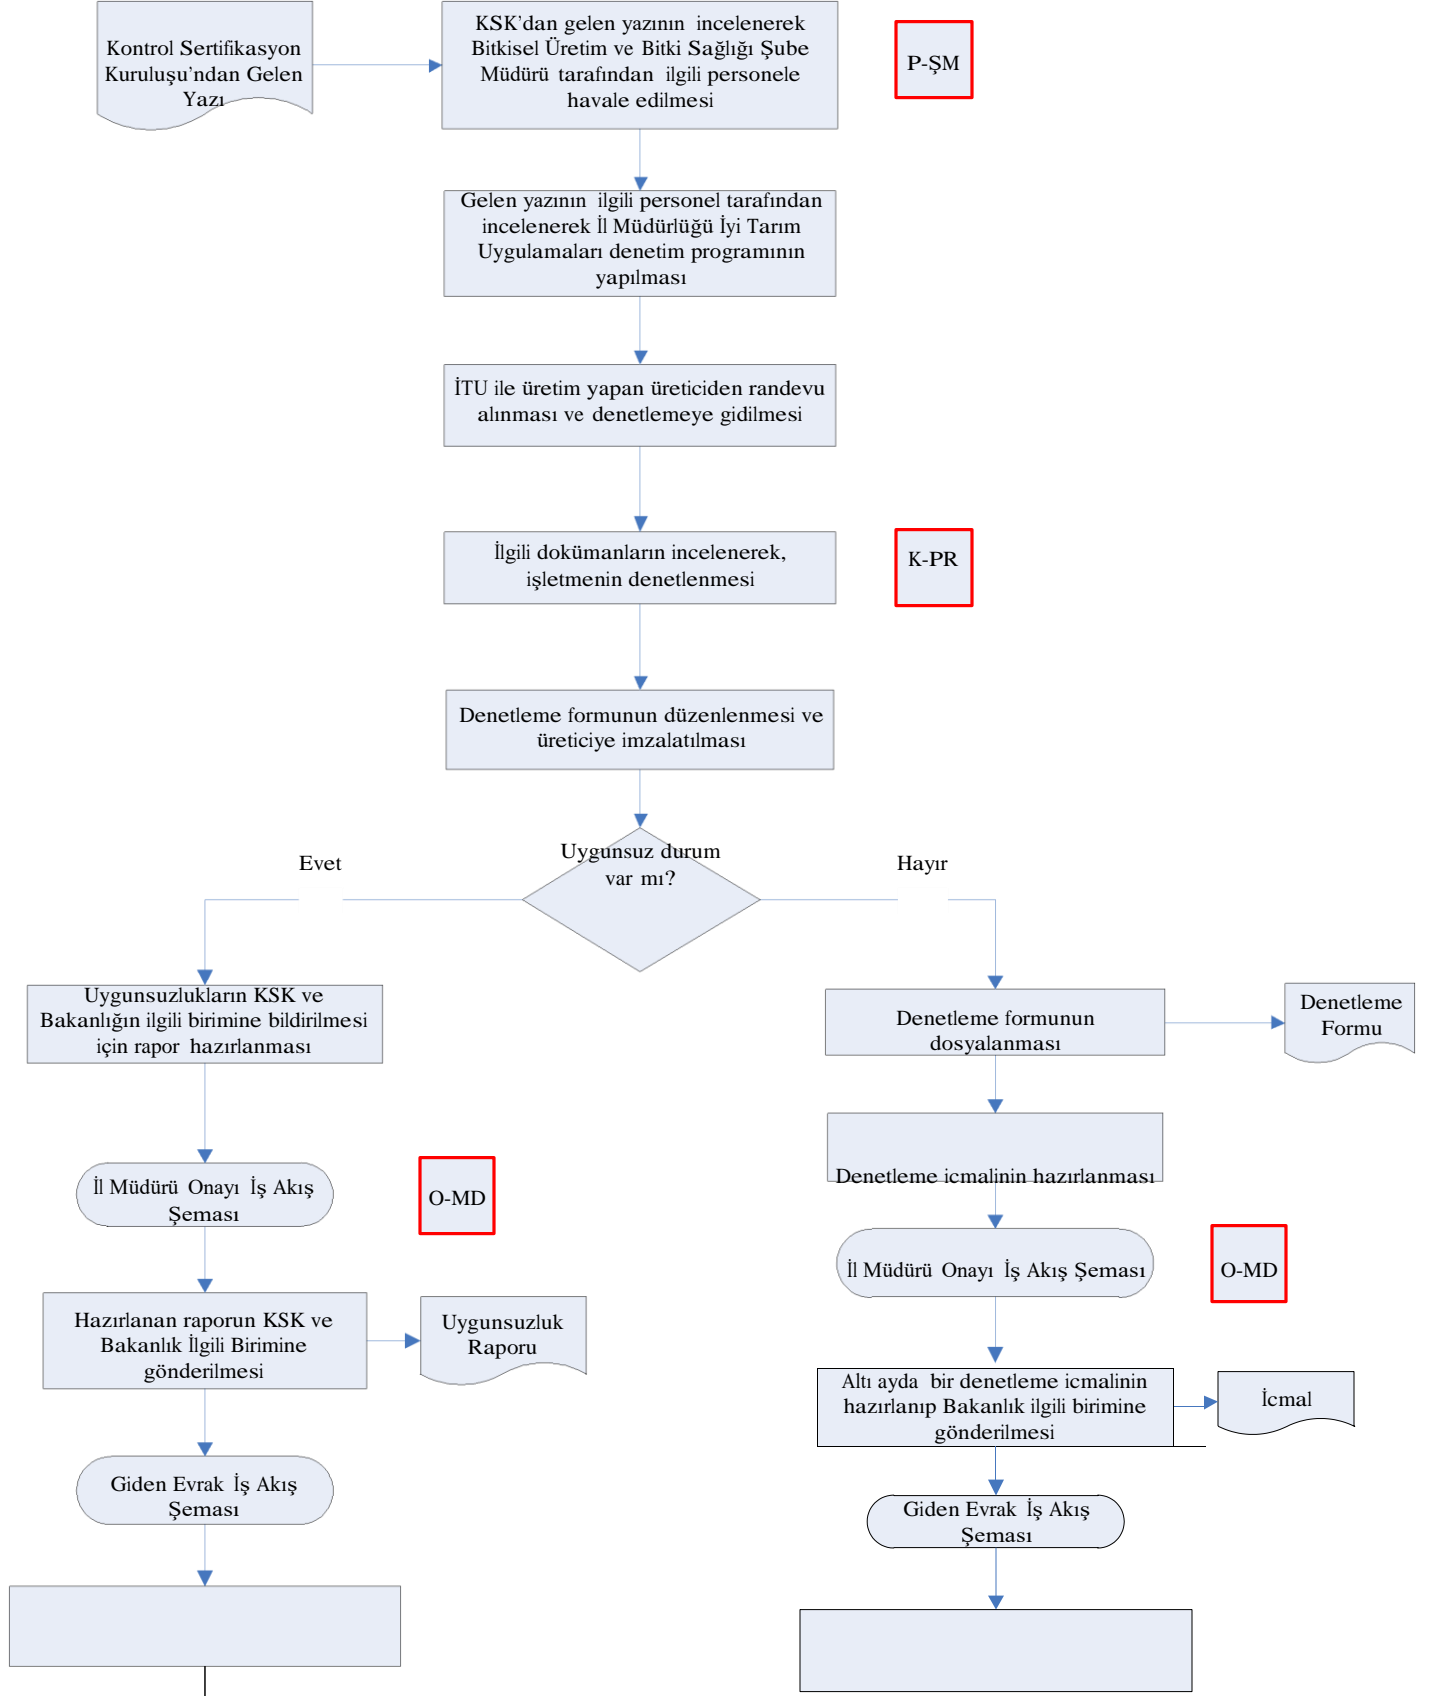 Kontrol Sertifikasyon
Kuruluşu’ndan Gelen
Yazı
KSK’dan gelen yazının incelenerek
Bitkisel Üretim ve Bitki Sağlığı Şube
Müdürü tarafından ilgili personele
havale edilmesi
P-ŞM
Gelen yazının ilgili personel tarafından
incelenerek İl Müdürlüğü İyi Tarım
Uygulamaları denetim programının
yapılması
İTU ile üretim yapan üreticiden randevu
alınması ve denetlemeye gidilmesi
İlgili dokümanların incelenerek,
işletmenin denetlenmesi
K-PR
Denetleme formunun düzenlenmesi ve
üreticiye imzalatılması
Uygunsuz durum
var mı?
Evet
Hayır
Uygunsuzlukların KSK ve
Bakanlığın ilgili birimine bildirilmesi
için rapor hazırlanması
İl Müdürü Onayı İş Akış
Şeması
O-MD
Hazırlanan raporun KSK ve
Bakanlık İlgili Birimine
gönderilmesi
Uygunsuzluk
Raporu
Giden Evrak İş Akış
Şeması
Denetleme formunun
dosyalanması
Denetleme
Formu
Denetleme icmalinin hazırlanması
İl Müdürü Onayı İş Akış Şeması
O-MD
Altı ayda bir denetleme icmalinin
hazırlanıp Bakanlık ilgili birimine
gönderilmesi
İcmal
Giden Evrak İş Akış
Şeması